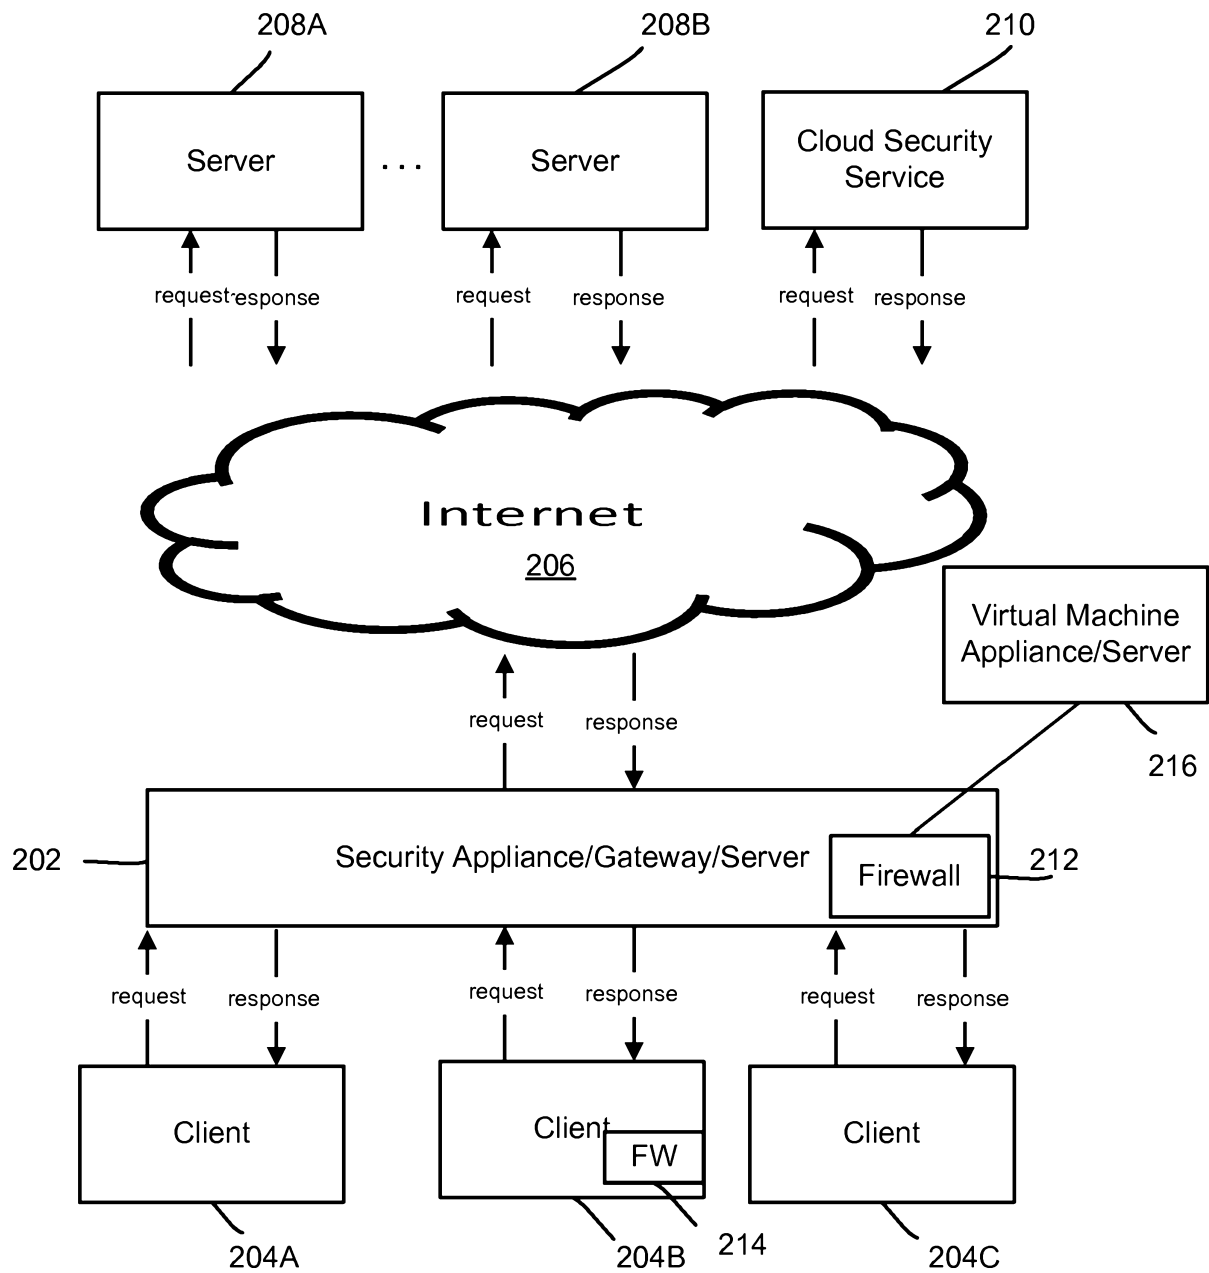 208A
208B
210
Server
...
Server
Cloud Security
Service
request
response
request
response
request
response
Internet
206
Virtual Machine
Appliance/Server
216
request
response
202
Security Appliance/Gateway/Server
Firewall
212
request
response
request
response
request
response
Client
Client
FW
Client
204A
204B
214
204C